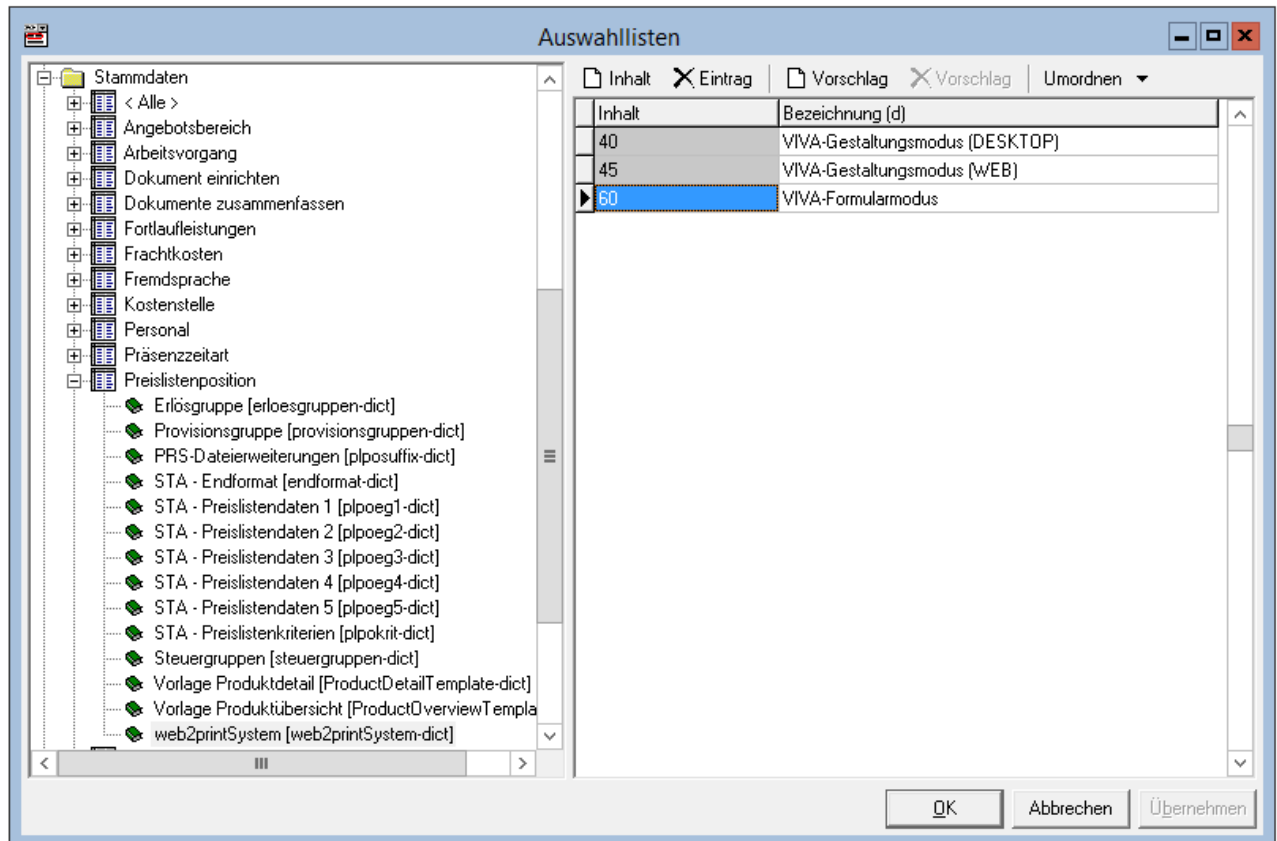 Auswahllisten
Stammdaten
< Alle >
Angebotsbereich
Arbeitsvorgang
Dokument einrichten
Dokumente zusammenfassen
Fortlaufleistungen
Frachtkosten
Fremdsprache
Kostenstelle
Personal
Präsenzzeitart
Preislistenposition
Erlösgruppe [erloesgruppen-dict]
Provisionsgruppe [provisionsgruppen-dict]
PRS-Dateierweiterungen [plposuffix-dict]
STA - Endformat [endformat-dict]
STA - Preislistendaten 1 [plpoeg1-dict]
STA - Preislistendaten 2 [plpoeg2-dict]
STA - Preislistendaten 3 [plpoeg3-dict]
STA - Preislistendaten 4 [plpoeg4-dict]
STA - Preislistendaten 5 [plpoeg5-dict]
STA - Preislistenkriterien [plpokrit-dict]
Steuergruppen [steuergruppen-dict]
Vorlage Produktdetail [ProductDetailTemplate-dict]
Vorlage Produktübersicht [ProductOverviewTempla
web2printSystem [web2printSystem-dict]
Inhalt Eintrag Vorschlag Vorschlag Umordnen
Inhalt Bezeichnung (d)
40 VIVA-Gestaltungsmodus (DESKTOP)
45 VIVA-Gestaltungsmodus (WEB)
60 VIVA-Formularmodus
OK Abbrechen Übernehmen